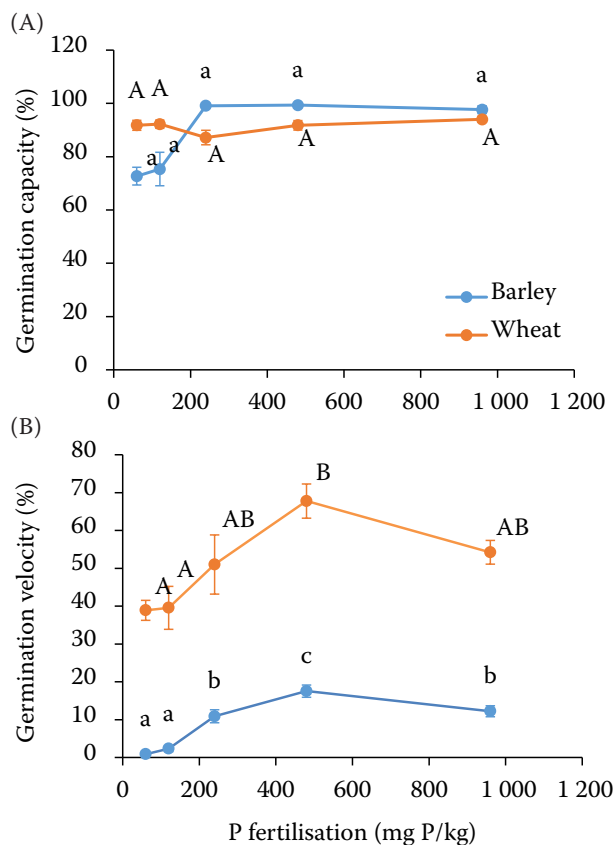 (A)
120
100
80
60
40
20
0
Germination capacity (%)
A A a a a
a a A A A
Barley
Wheat
0 200 400 600 800 1 000 1 200
(B)
80
70
60
50
40
30
20
10
0
Germination velocity (%)
A A AB B AB
a a b c b
0 200 400 600 800 1 000 1 200
P fertilisation (mg P/kg)